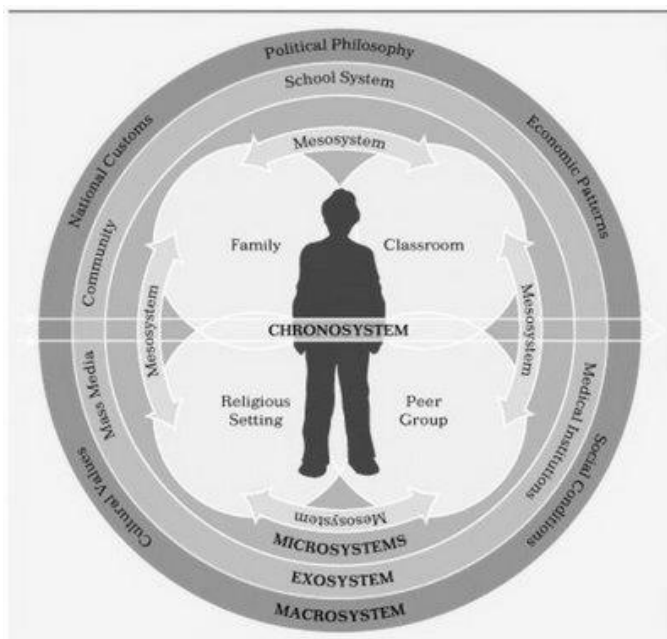 Political Philosophy
School System
National Customs
Economic Patterns
Community
Mesosystem
Family
Classroom
Mesosystem
Mesosystem
CHRONOSYSTEM
Mass Media
Medical Institutions
Religious
Setting
Peer
Group
Cultural Values
Social Conditions
Mesosystem
MICROSYSTEMS
EXOSYSTEM
MACROSYSTEM